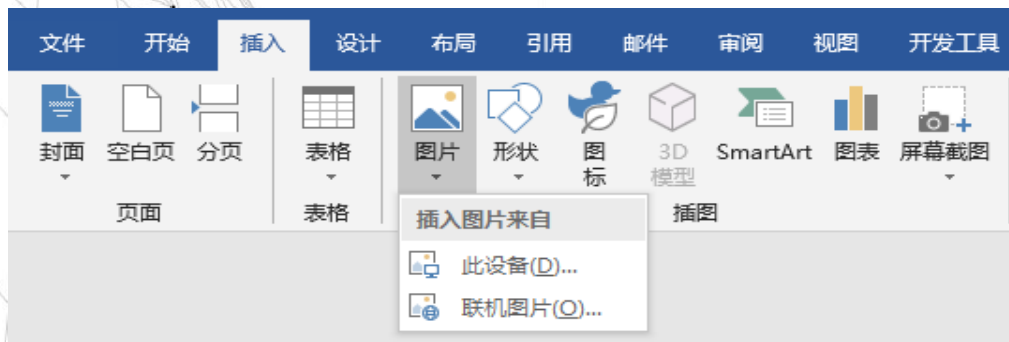 文件 开始 插入 设计 布局 引用 邮件 审阅 视图 开发工具
封面 空白页 分页 表格 图片 形状 图标 3D模型 SmartArt 图表 屏幕截图
页面 表格 插图
插入图片来自
此设备(D)...
联机图片(O)...